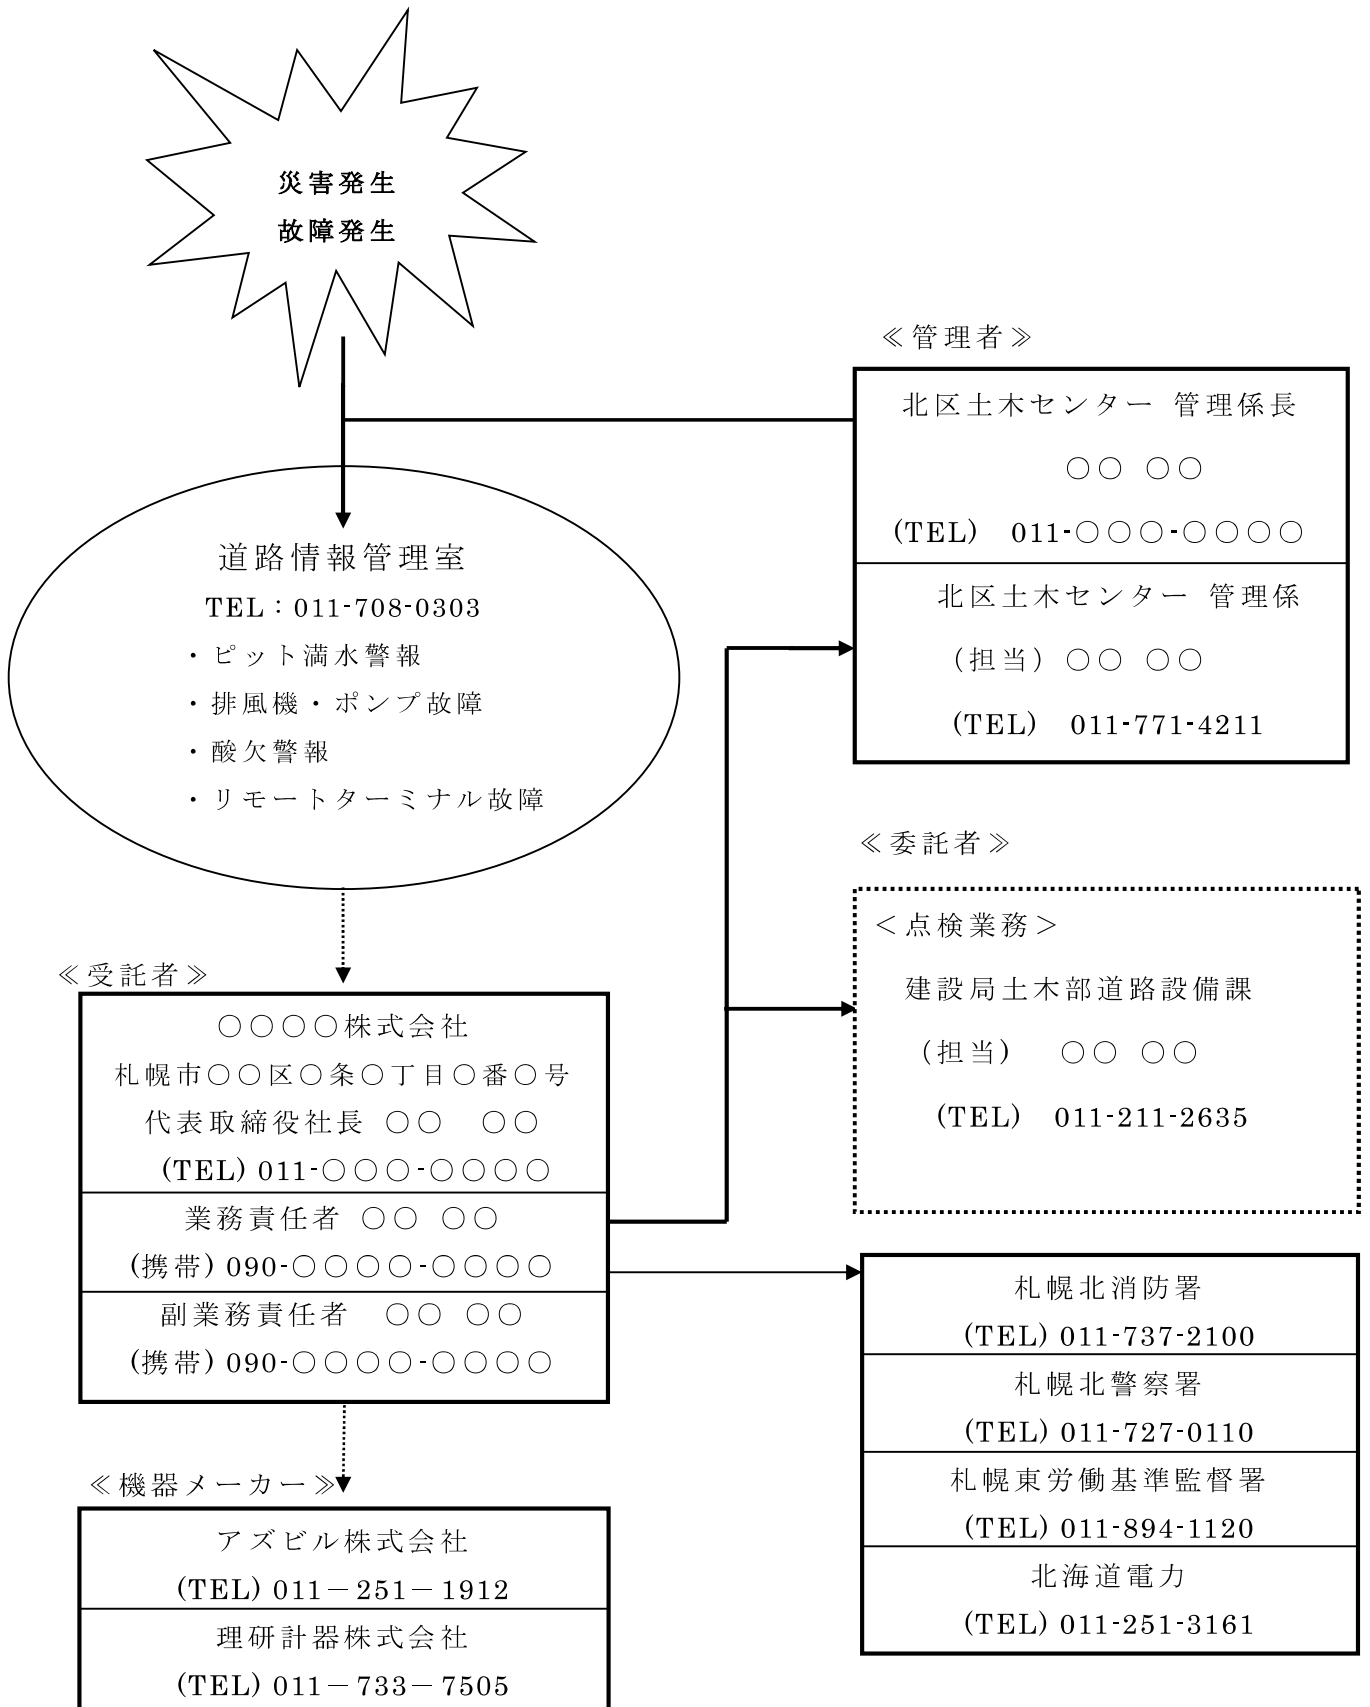 災害発生
故障発生
≪管理者≫
北区土木センター 管理係長
○○ ○○
(TEL) 011-○○○-○○○○
北区土木センター 管理係
(担当) ○○ ○○
(TEL) 011-771-4211
道路情報管理室
TEL：011-708-0303
・ピット満水警報
・排風機・ポンプ故障
・酸欠警報
・リモートターミナル故障
≪委託者≫
＜点検業務＞
建設局土木部道路設備課
(担当) ○○ ○○
(TEL) 011-211-2635
≪受託者≫
○○○○株式会社
札幌市○○区○条○丁目○番○号
代表取締役社長 ○○ ○○
(TEL) 011-○○○-○○○○
業務責任者 ○○ ○○
(携帯) 090-○○○○-○○○○
副業務責任者 ○○ ○○
(携帯) 090-○○○○-○○○○
札幌北消防署
(TEL) 011-737-2100
札幌北警察署
(TEL) 011-727-0110
札幌東労働基準監督署
(TEL) 011-894-1120
北海道電力
(TEL) 011-251-3161
≪機器メーカー≫
アズビル株式会社
(TEL) 011－251－1912
理研計器株式会社
(TEL) 011－733－7505